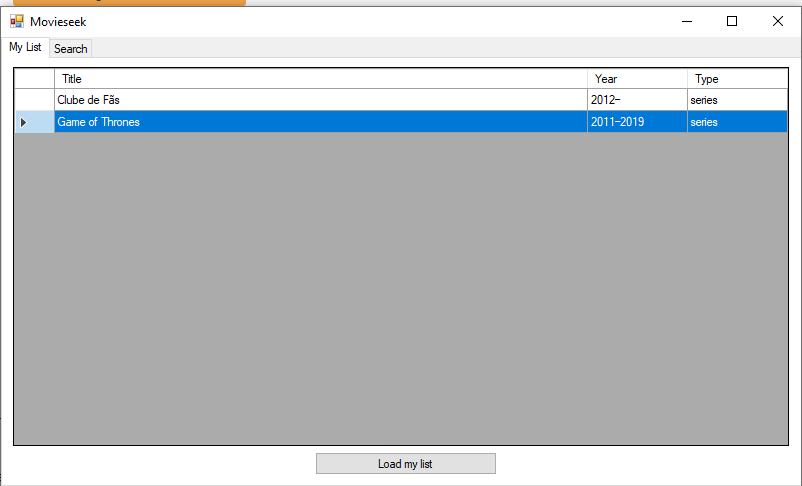 Movieseek
My List Search
Title Year Type
Clube de Fãs 2012– series
Game of Thrones 2011–2019 series
Load my list